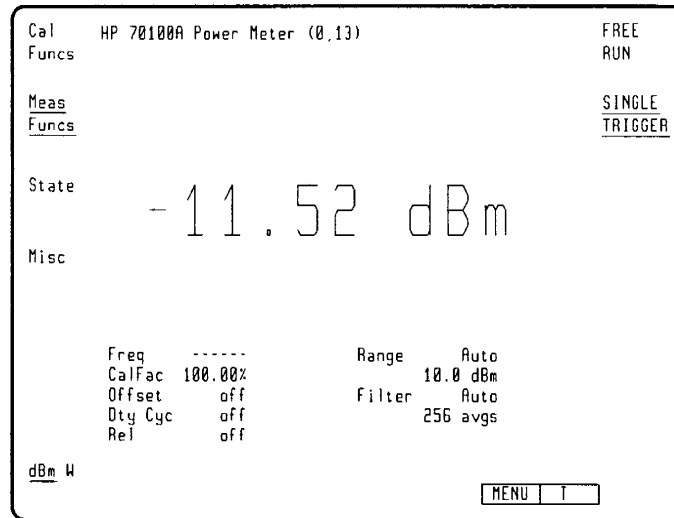 Cal
Funcs
HP 70100A Power Meter (0,13)
FREE
RUN
Meas
Funcs
SINGLE
TRIGGER
State
-11.52 dBm
Misc
Freq ------
CalFac 100.00%
Offset off
Dty Cyc off
Rel off
Range Auto
10.0 dBm
Filter Auto
256 avgs
dBm W
MENU T